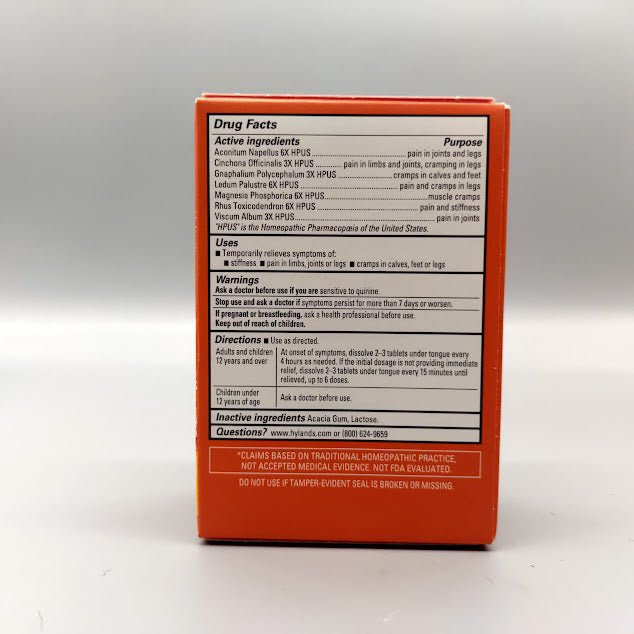 Drug Facts
Active ingredients Purpose
Aconitum Napellus 6X HPUS ................................ pain in joints and legs
Cinchona Officinalis 3X HPUS ........... pain in limbs and joints, cramping in legs
Gnaphalium Polycephalum 3X HPUS ..................... cramps in calves and feet
Ledum Palustre 6X HPUS .................................... pain and cramps in legs
Magnesia Phosphorica 6X HPUS..................................... muscle cramps
Rhus Toxicodendron 6X HPUS ..................................... pain and stiffness
Viscum Album 3X HPUS................................................... pain in joints
"HPUS" is the Homeopathic Pharmacopœia of the United States.
Uses
■ Temporarily relieves symptoms of:
■ stiffness ■ pain in limbs, joints or legs ■ cramps in calves, feet or legs
Warnings
Ask a doctor before use if you are sensitive to quinine.
Stop use and ask a doctor if symptoms persist for more than 7 days or worsen.
If pregnant or breastfeeding, ask a health professional before use.
Keep out of reach of children.
Directions ■ Use as directed.
Adults and children
12 years and over
At onset of symptoms, dissolve 2–3 tablets under tongue every
4 hours as needed. If the initial dosage is not providing immediate
relief, dissolve 2–3 tablets under tongue every 15 minutes until
relieved, up to 6 doses.
Children under
12 years of age
Ask a doctor before use.
Inactive ingredients Acacia Gum, Lactose.
Questions? www.hylands.com or (800) 624-9659
*CLAIMS BASED ON TRADITIONAL HOMEOPATHIC PRACTICE,
NOT ACCEPTED MEDICAL EVIDENCE. NOT FDA EVALUATED.
DO NOT USE IF TAMPER-EVIDENT SEAL IS BROKEN OR MISSING.